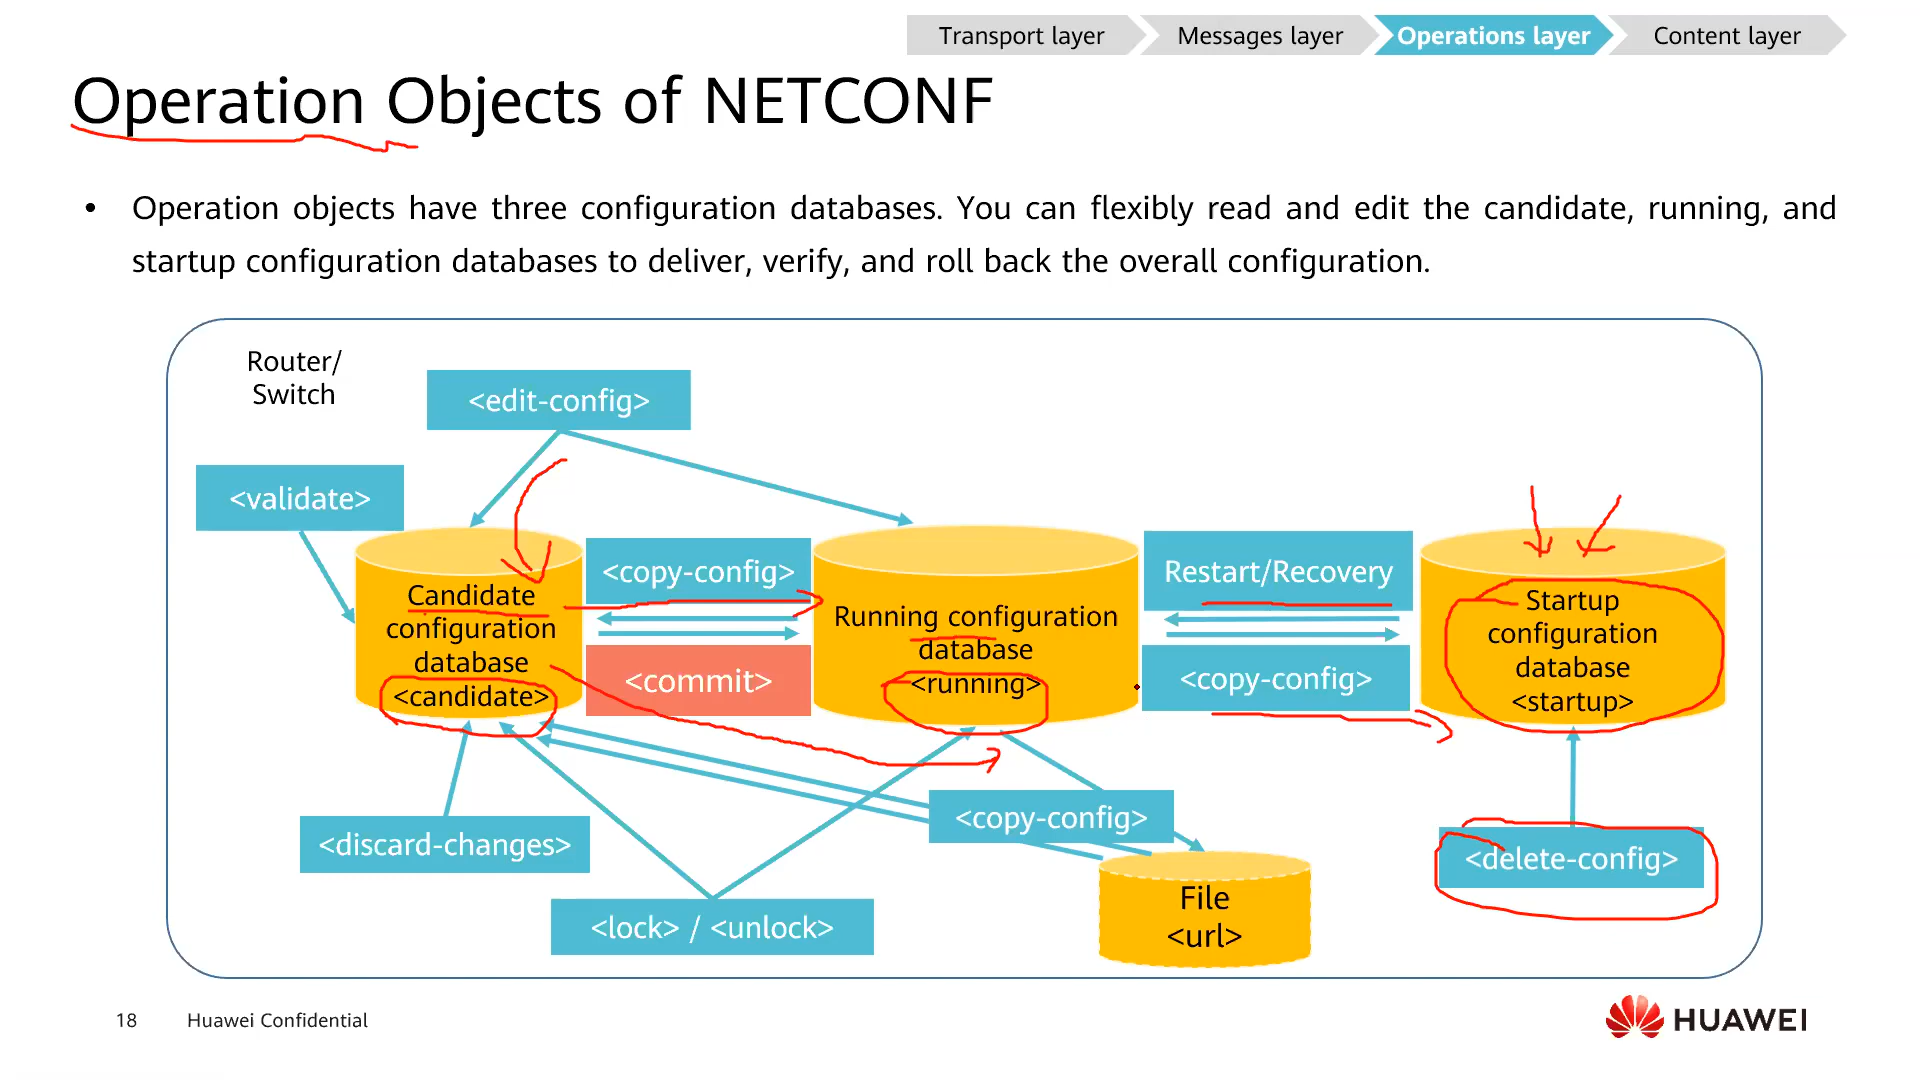 Transport layer
Messages layer
Operations layer
Content layer
Operation Objects of NETCONF
• Operation objects have three configuration databases. You can flexibly read and edit the candidate, running, and
startup configuration databases to deliver, verify, and roll back the overall configuration.
Router/
Switch
<edit-config>
<validate>
<copy-config>
Restart/Recovery
Candidate
configuration
database
<candidate>
<commit>
Running configuration
database
<running>
<copy-config>
Startup
configuration
database
<startup>
<discard-changes>
<copy-config>
<delete-config>
<lock> / <unlock>
File
<url>
18
Huawei Confidential
HUAWEI